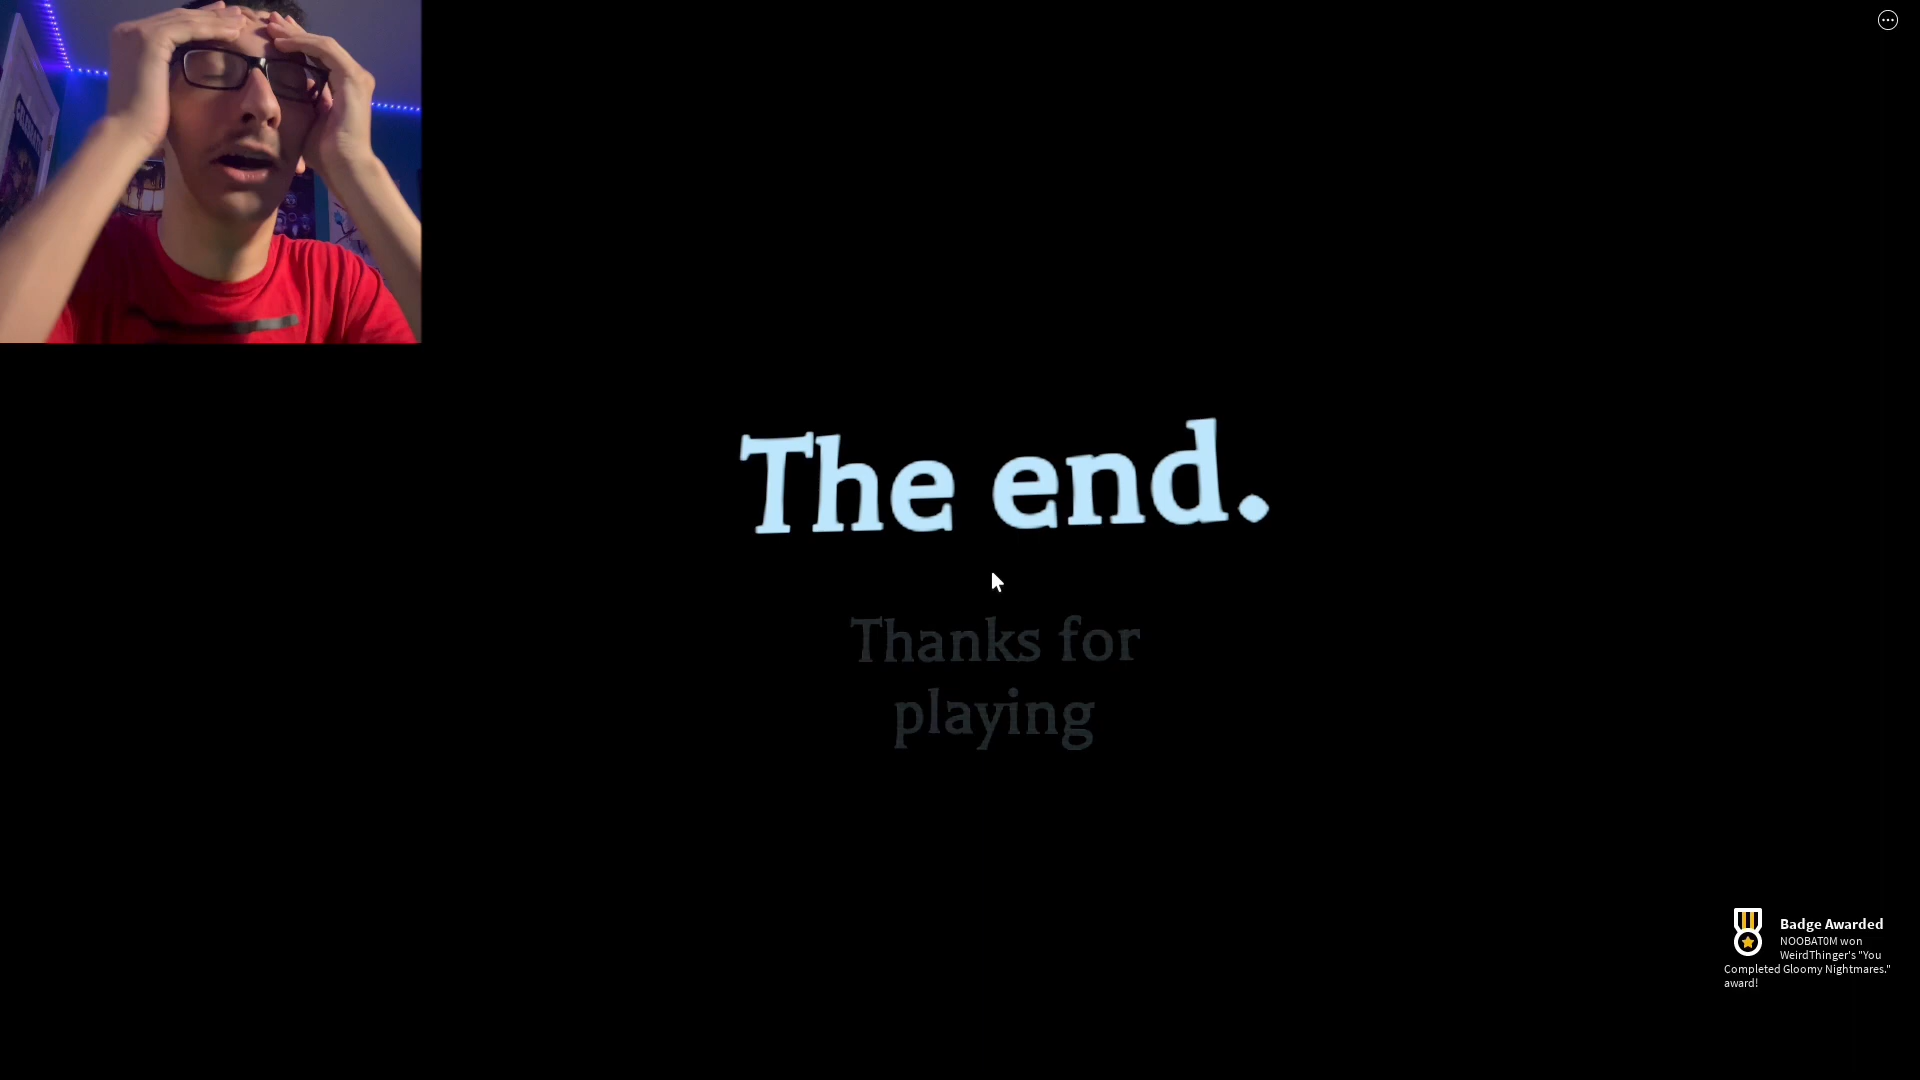 The end.
Thanks for
playing
Badge Awarded
NOOBAT0M won
WeirdThinger's "You
Completed Gloomy Nightmares."
award!